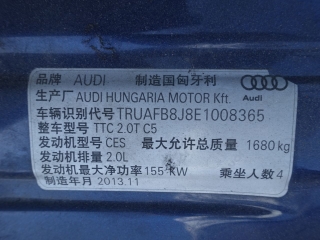 品牌 AUDI 制造国匈牙利
生产厂 AUDI HUNGARIA MOTOR Kft. Audi
车辆识别代号 TRUAFB8J8E1008365
整车型号 TTC 2.0T C5
发动机型号 CES 最大允许总质量 1680 kg
发动机排量 2.0L
发动机最大净功率 155 KW 乘坐人数 4
制造年月 2013.11